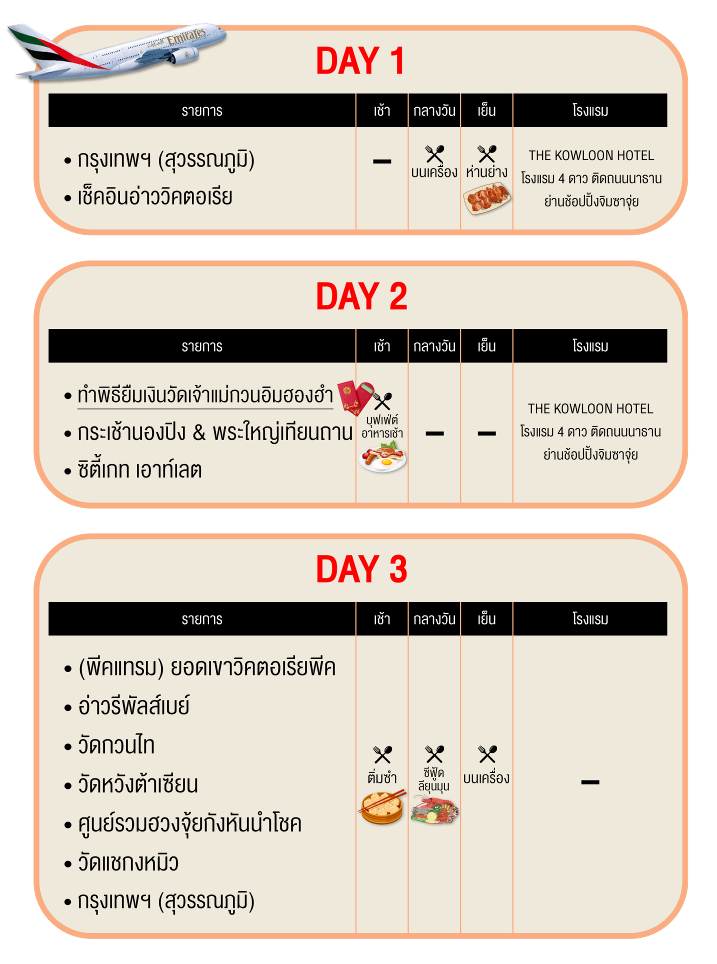 Emirates
DAY 1
รายการ เช้า กลางวัน เย็น โรงแรม
• กรุงเทพฯ (สุวรรณภูมิ)
• เช็คอินอ่าววิคตอเรีย
–
บนเครื่อง
ห่านย่าง
THE KOWLOON HOTEL
โรงแรม 4 ดาว ติดถนนนาธาน
ย่านช้อปปิ้งจิมซาจุ่ย
DAY 2
รายการ เช้า กลางวัน เย็น โรงแรม
• ทำพิธียืมเงินวัดเจ้าแม่กวนอิมฮองฮำ
• กระเช้านองปิง & พระใหญ่เทียนถาน
• ซิตี้เกท เอาท์เลต
บุฟเฟ่ต์
อาหารเช้า
– –
THE KOWLOON HOTEL
โรงแรม 4 ดาว ติดถนนนาธาน
ย่านช้อปปิ้งจิมซาจุ่ย
DAY 3
รายการ เช้า กลางวัน เย็น โรงแรม
• (พีคแทรม) ยอดเขาวิคตอเรียพีค
• อ่าวรีพัลส์เบย์
• วัดกวนไท
• วัดหวังต้าเซียน
• ศูนย์รวมฮวงจุ้ยกังหันนำโชค
• วัดแชกงหมิว
• กรุงเทพฯ (สุวรรณภูมิ)
ติ่มซำ
ซีฟู้ด
ลียุนมุน
บนเครื่อง
–